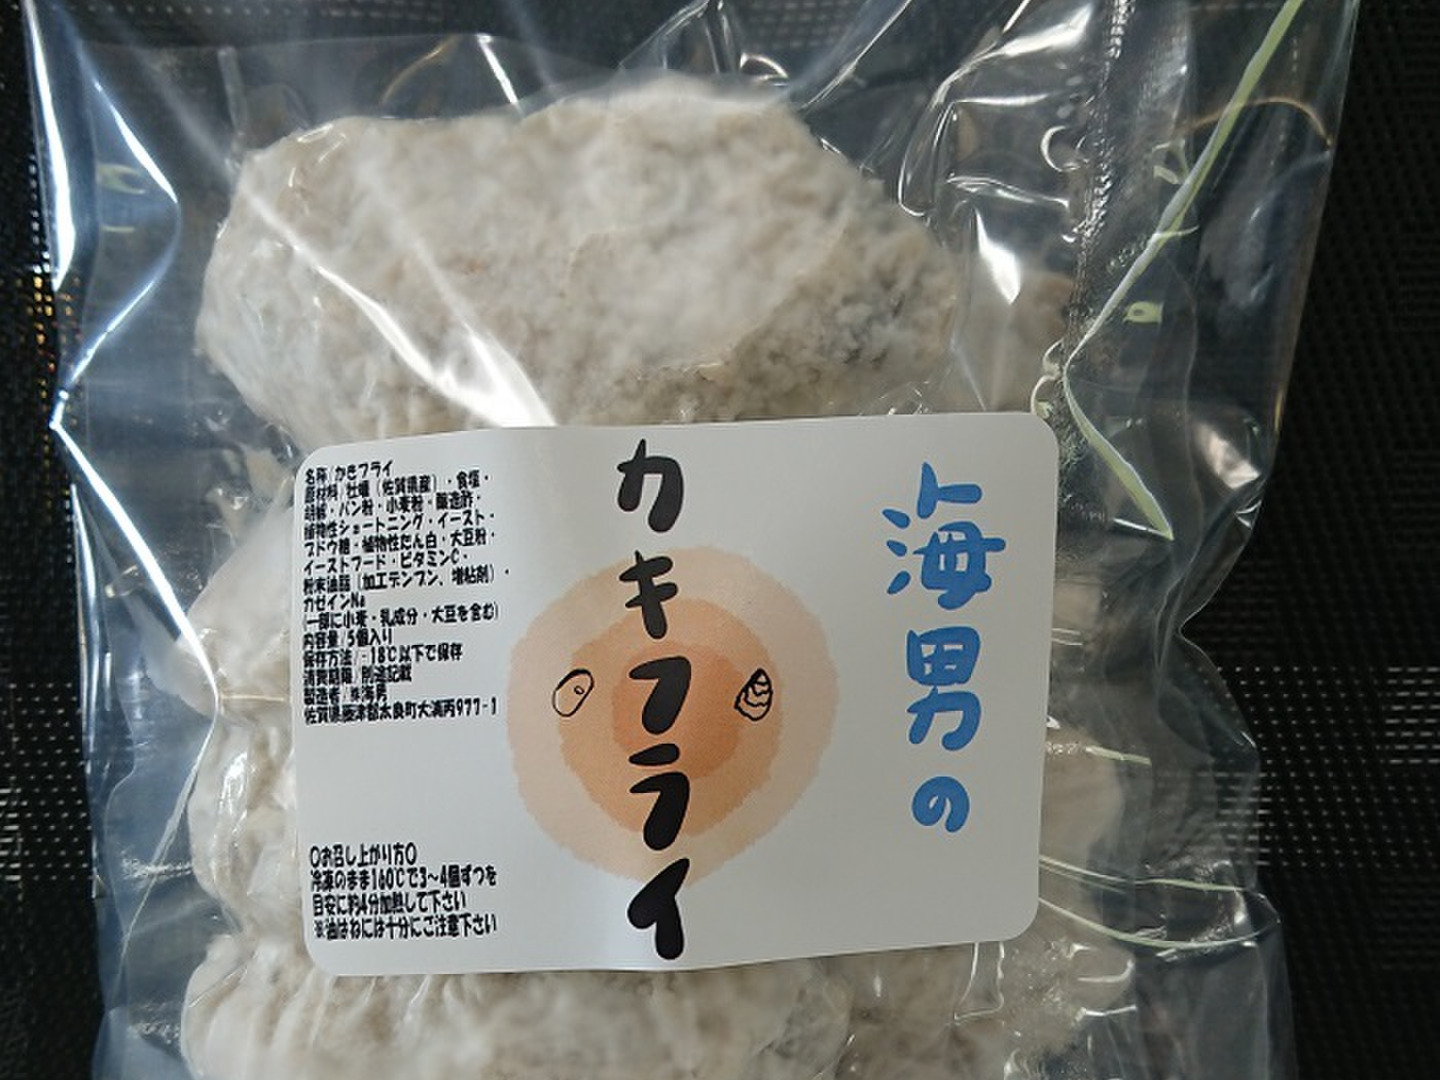 海男の
カキフライ
名称/かきフライ
原材料/牡蠣(佐賀県産)・食塩・
胡椒・パン粉・小麦粉・醸造酢・
植物性ショートニング・イースト・
ブドウ糖・植物性たん白・大豆粉・
イーストフード・ビタミンC・
粉末油脂(加工デンプン、増粘剤)・
カゼインNa
(一部に小麦・乳成分・大豆を含む)
内容量/5個入り
保存方法/-18℃以下で保存
消費期限/別途記載
製造者/㈱海男
佐賀県藤津郡太良町大浦丙977-1
〇お召し上がり方〇
冷凍のまま160℃で3〜4個ずつを
目安に約4分加熱して下さい
※油はねには十分にご注意下さい